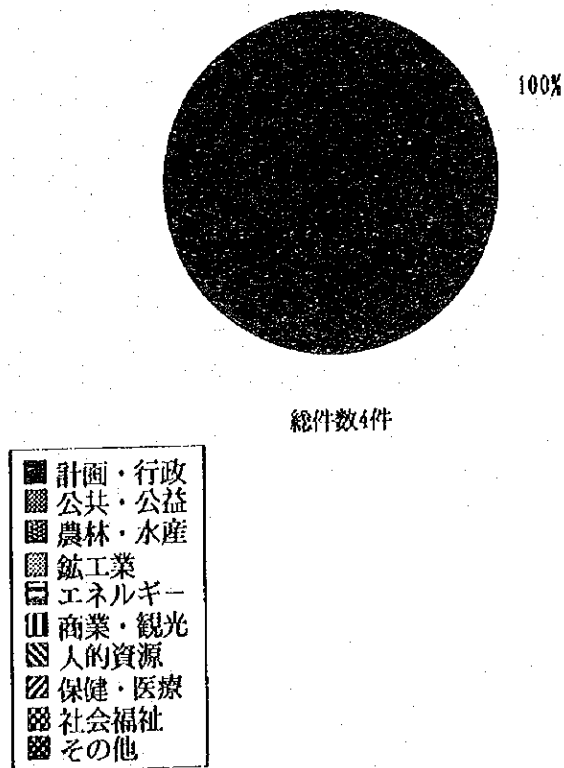 100%
総件数4件
計画・行政
公共・公益
農林・水産
鉱工業
エネルギー
商業・観光
人的資源
保健・医療
社会福祉
その他